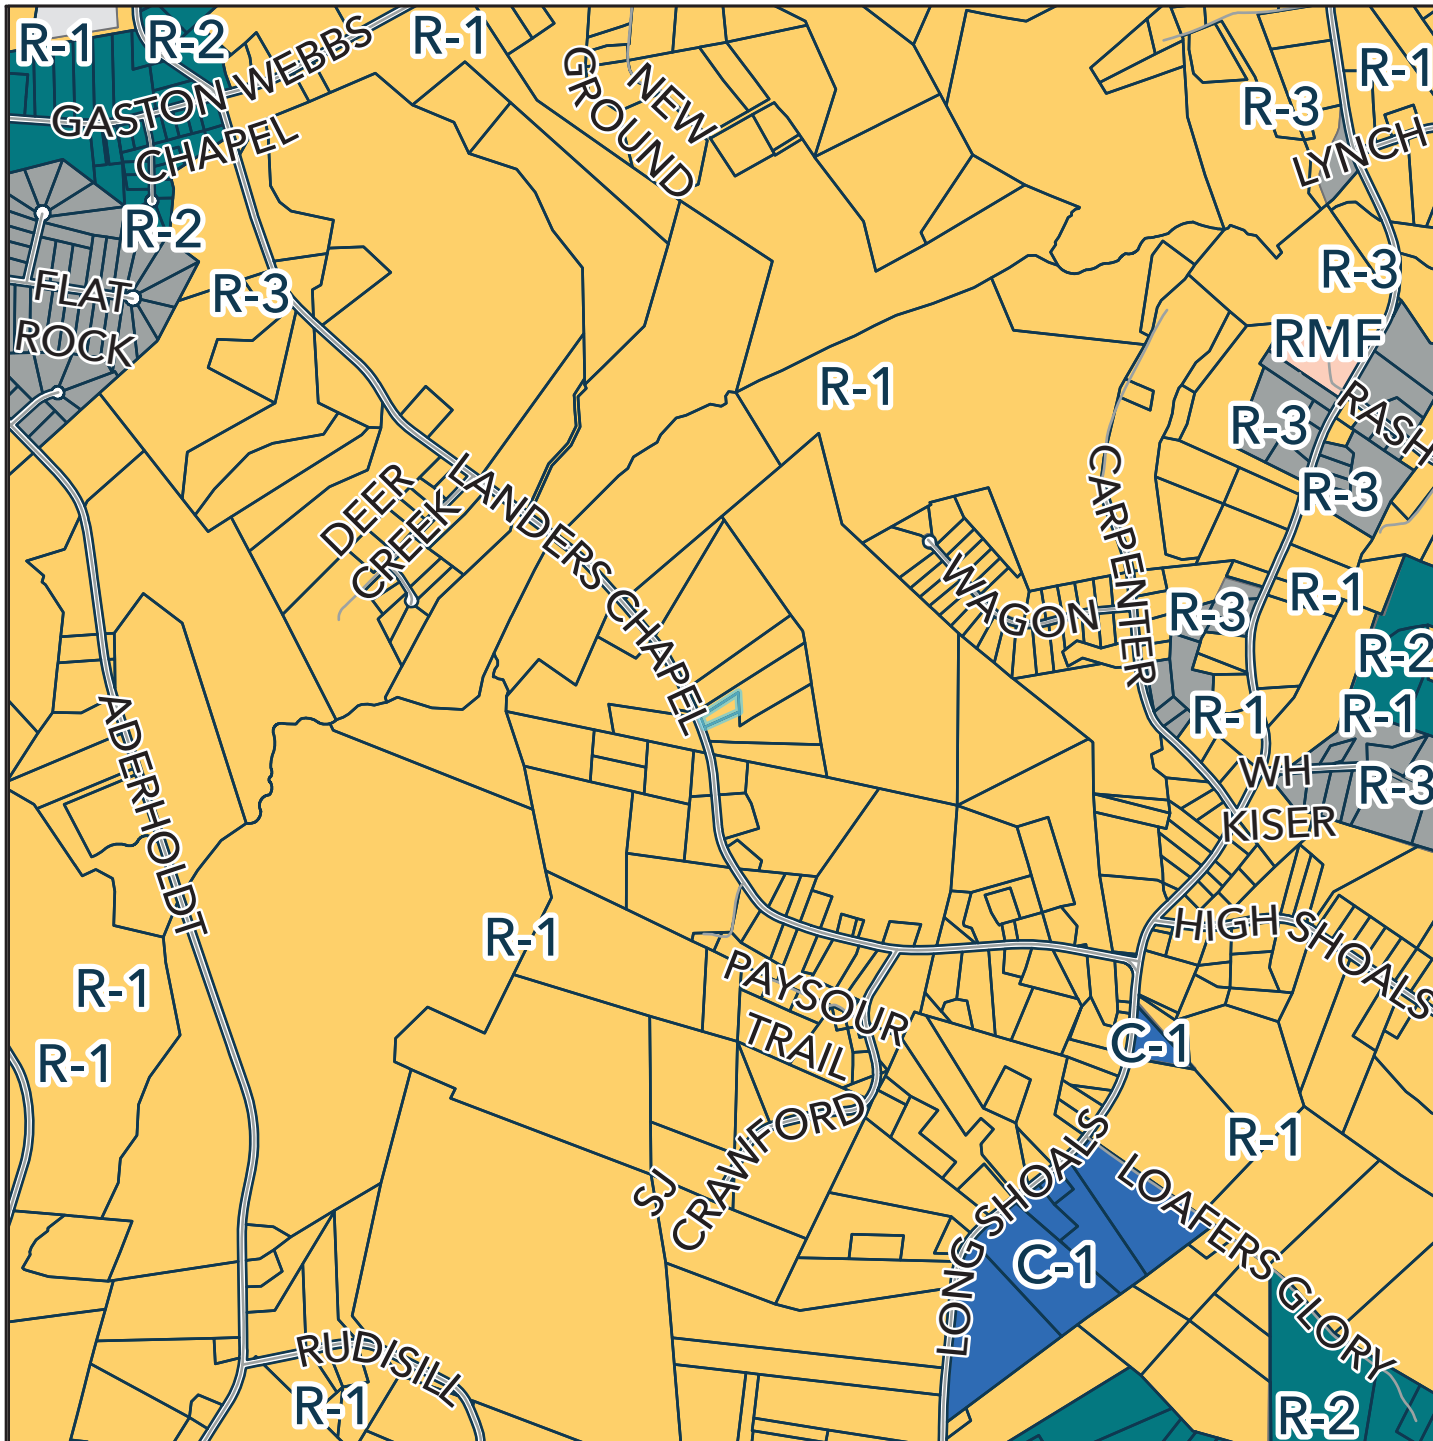 R-1
R-2
R-1
GASTON WEBBS
CHAPEL
NEW
GROUND
R-1
R-3
LYNCH
R-2
R-3
FLAT
ROCK
R-3
RMF
R-1
RASH
R-3
R-3
DEER
CREEK
LANDERS CHAPEL
CARPENTER
WAGON
R-3
R-1
R-2
R-1
R-1
WH
KISER
R-3
ADERHOLDT
R-1
HIGH SHOALS
R-1
R-1
PAYSOUR
TRAIL
C-1
SJ
CRAWFORD
R-1
LONG SHOALS
LOAFERS GLORY
C-1
RUDISILL
R-1
R-2